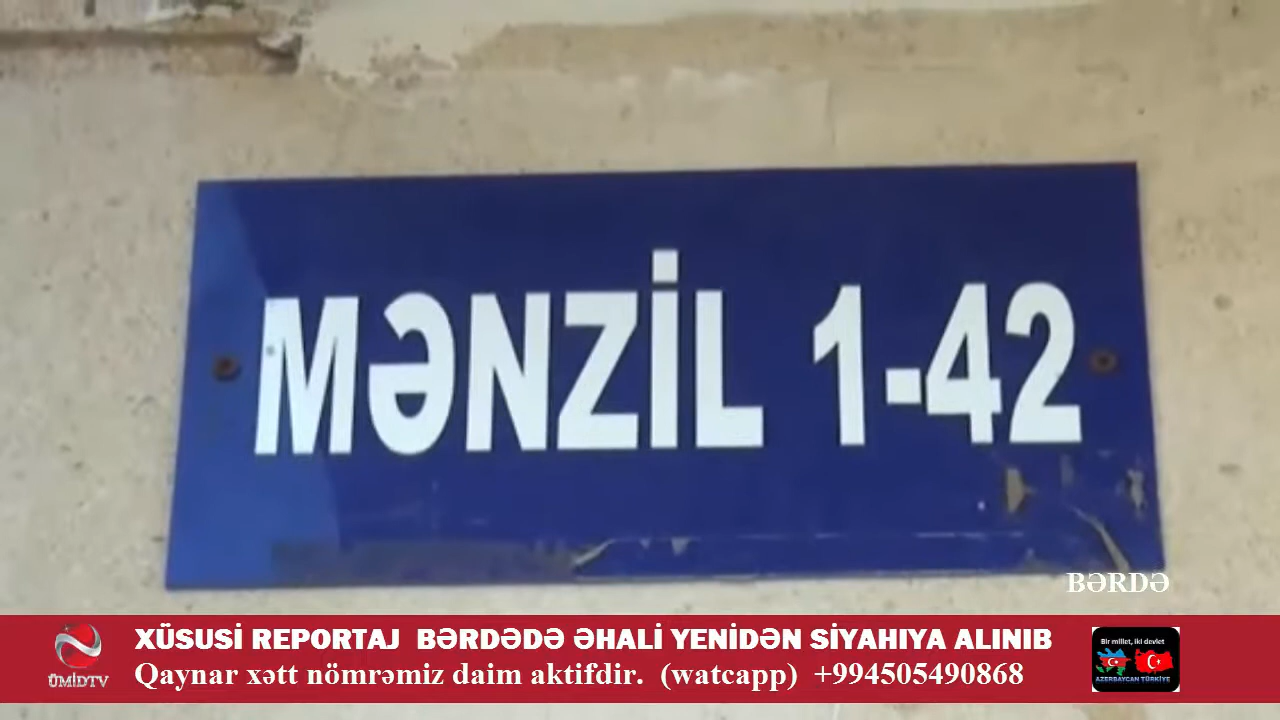 MƏNZİL 1-42
BƏRDƏ
XÜSUSİ REPORTAJ BƏRDƏDƏ ƏHALİ YENİDƏN SİYAHIYA ALINIB
Qaynar xətt nömrəmiz daim aktifdir. (watcapp) +994505490868
ÜMİDTV
Bir millet, iki devlet
AZERBAYCAN TÜRKİYE